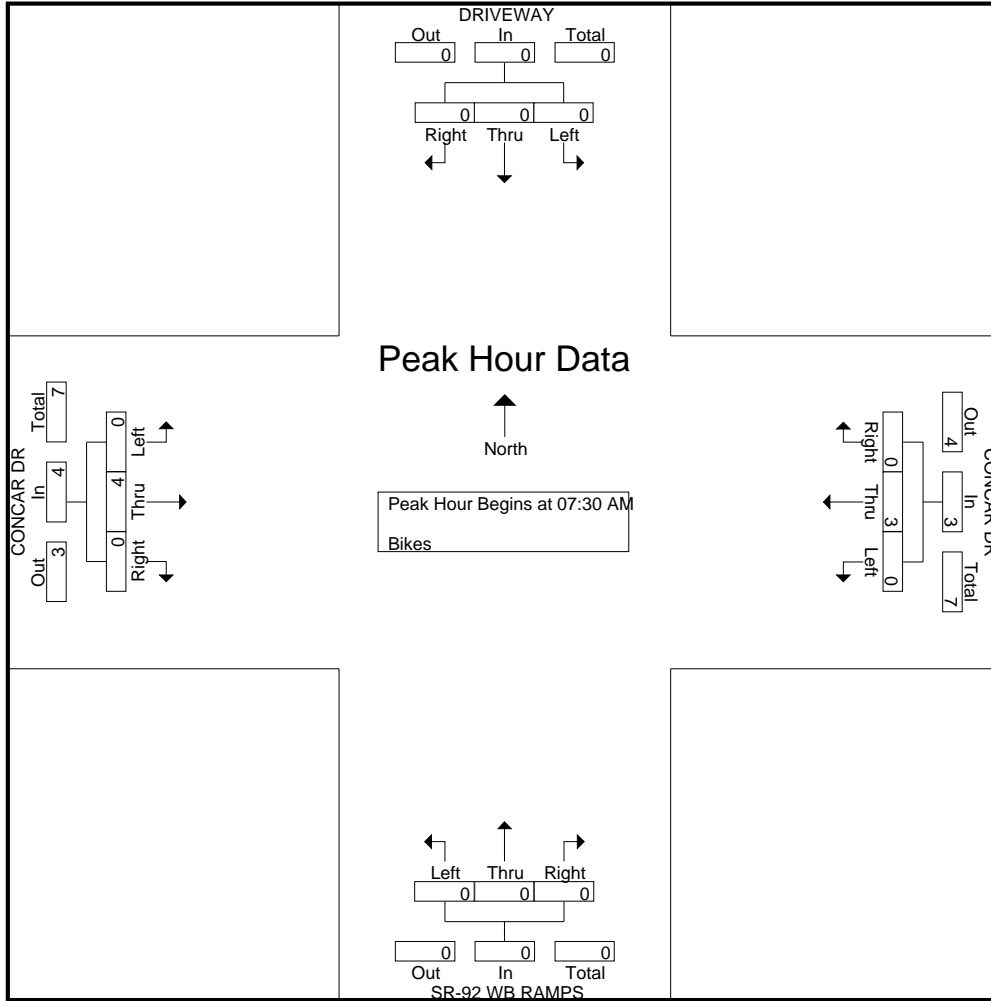 DRIVEWAY
Out In Total
0 0 0
0 0 0
Right Thru Left
Peak Hour Data
North
Peak Hour Begins at 07:30 AM
Bikes
CONCAR DR
Total In Out
7 4 3
0 4 0
Left Thru Right
CONCAR DR
Out In Total
4 3 7
Right Thru Left
0 3 0
Left Thru Right
0 0 0
0 0 0
Out In Total
SR-92 WB RAMPS